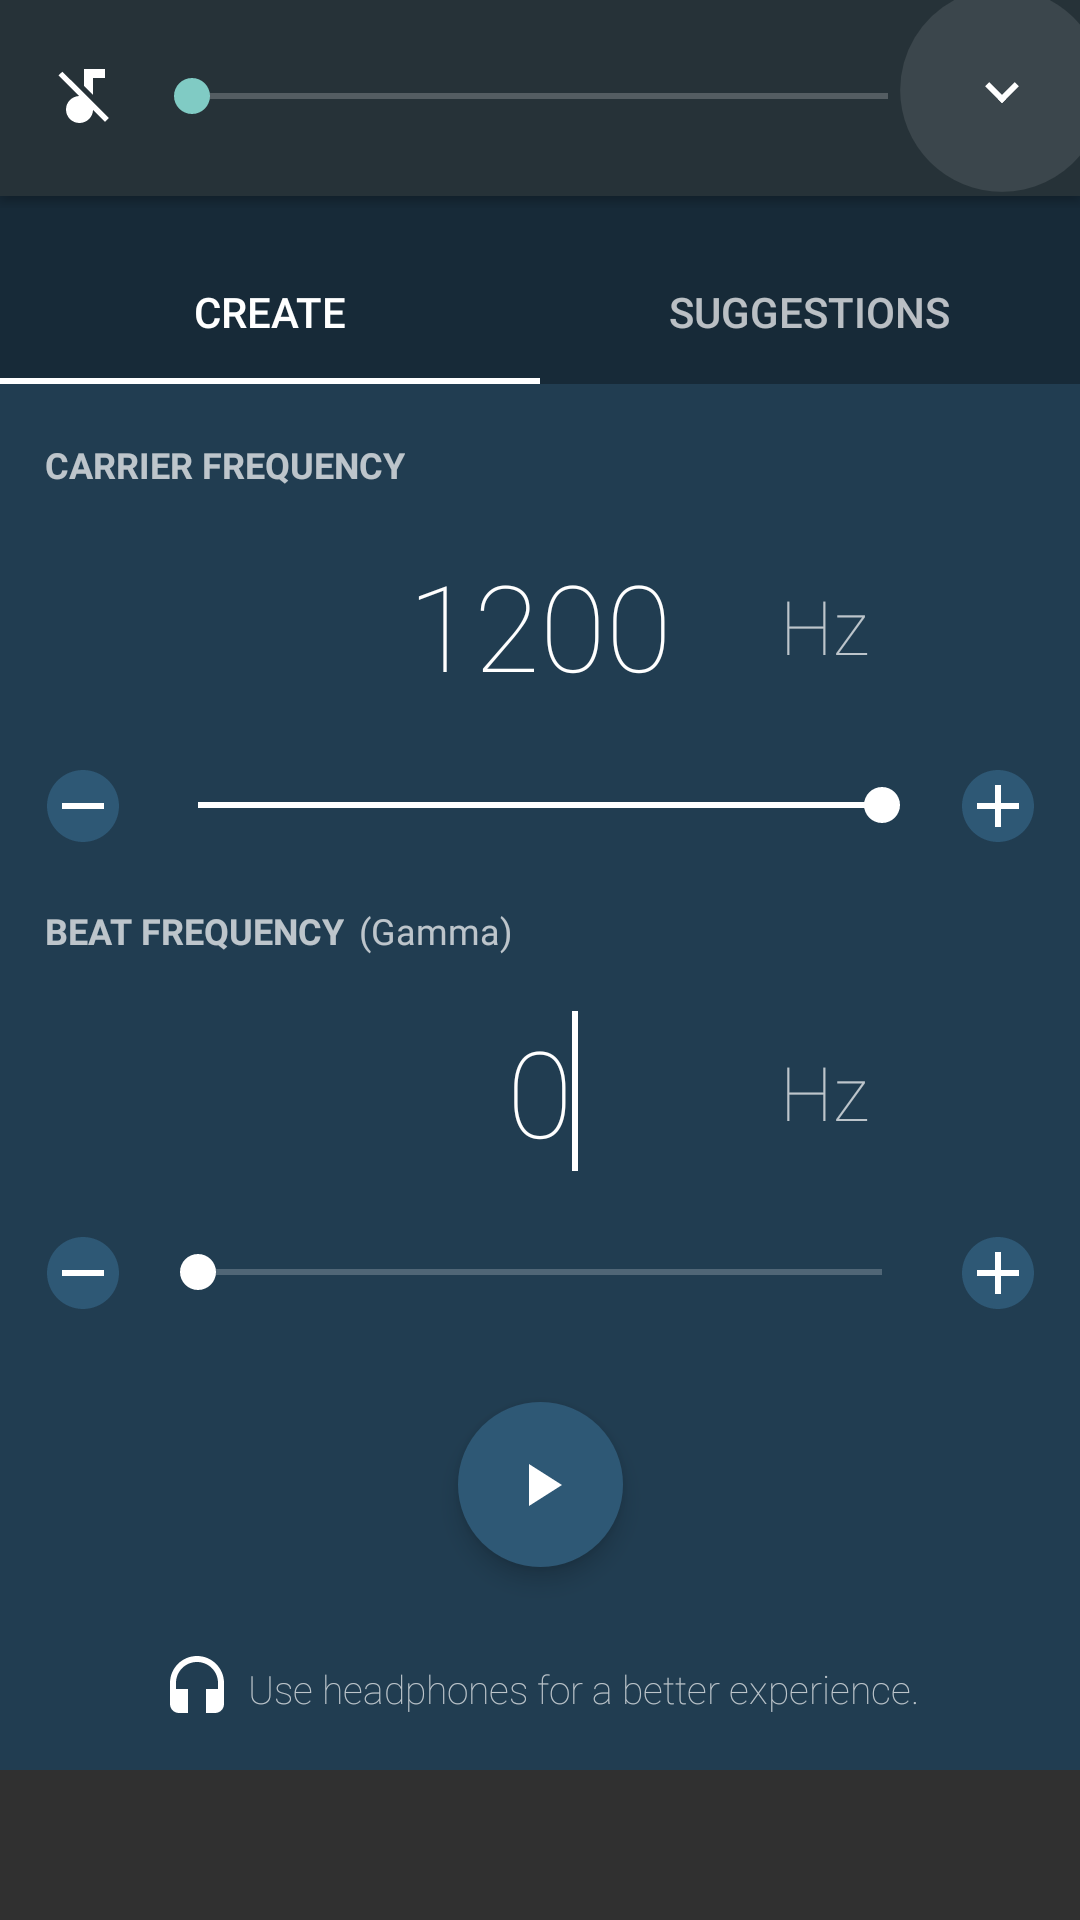 CREATE SUGGESTIONS
CARRIER FREQUENCY
1200 Hz
BEAT FREQUENCY (Gamma)
0 Hz
Use headphones for a better experience.